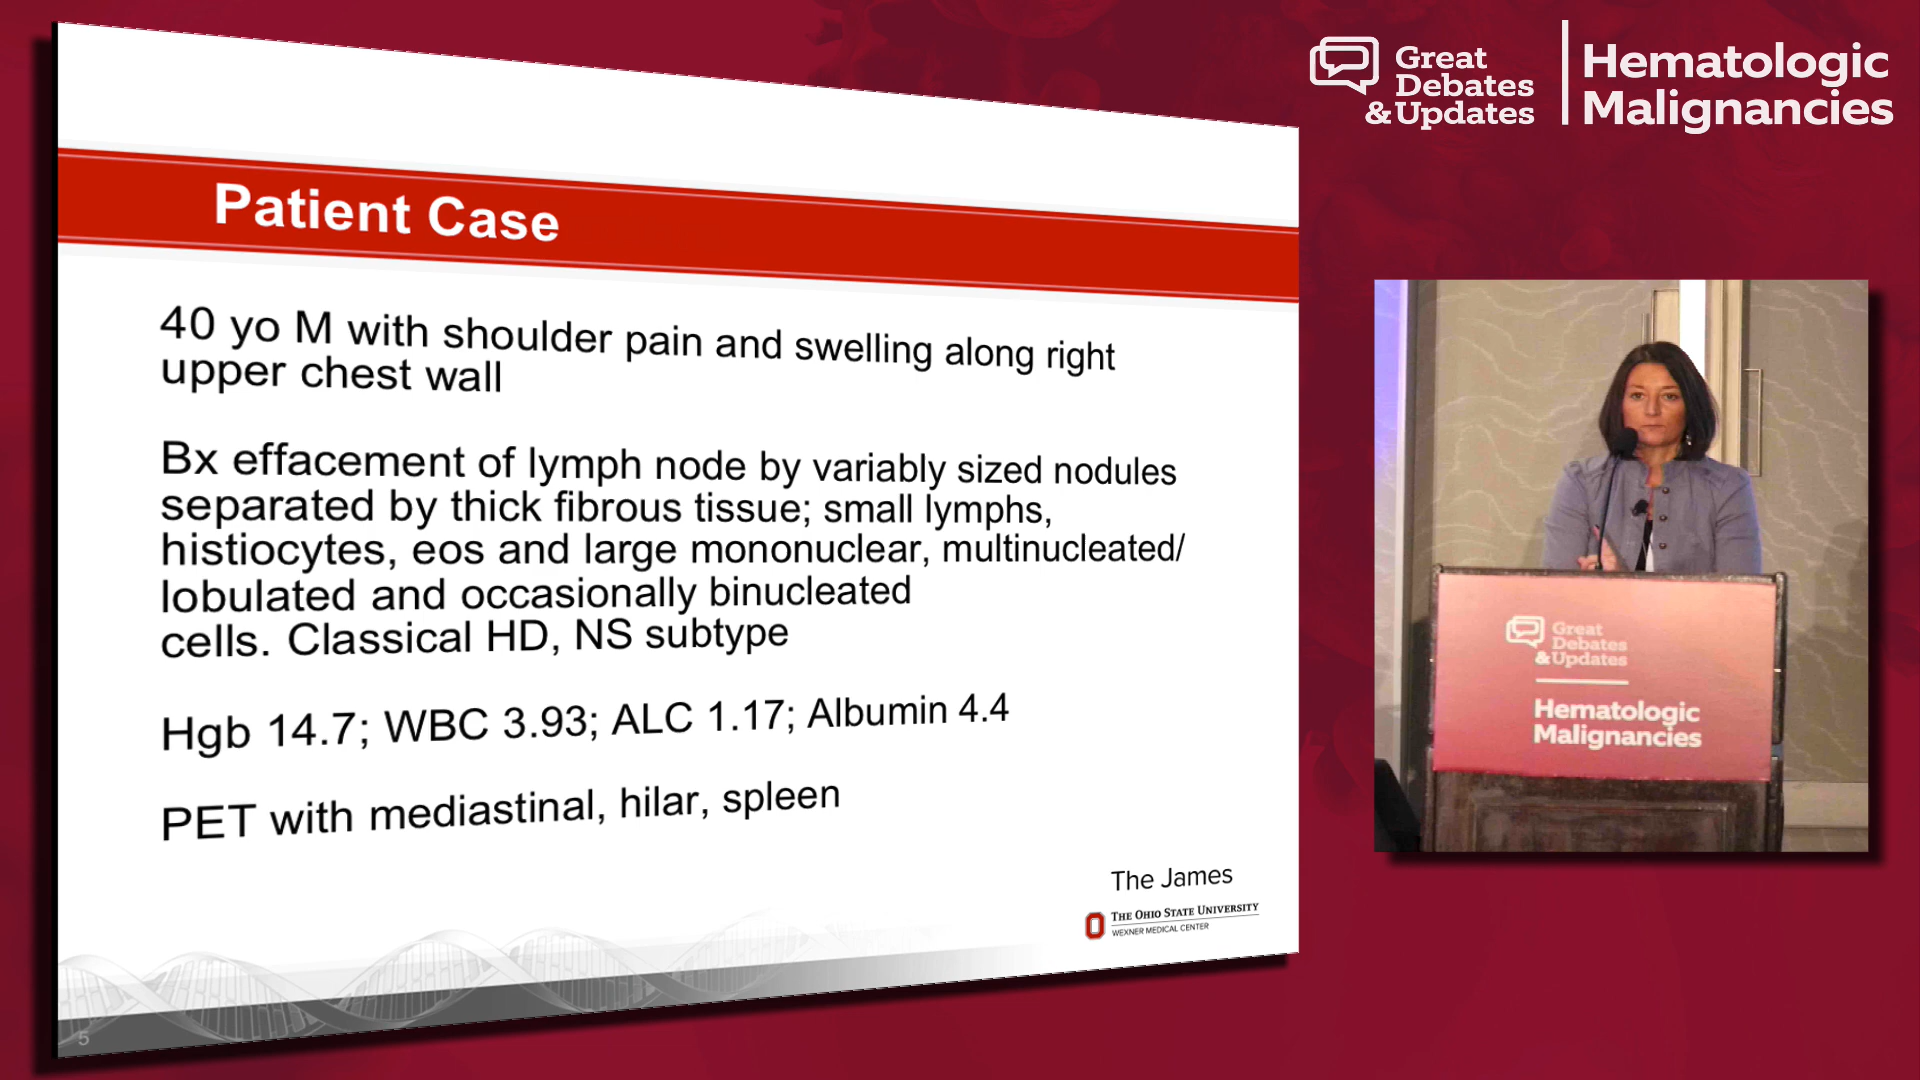 Patient Case
40 yo M with shoulder pain and swelling along right
upper chest wall
Bx effacement of lymph node by variably sized nodules
separated by thick fibrous tissue; small lymphs,
histiocytes, eos and large mononuclear, multinucleated/
lobulated and occasionally binucleated
cells. Classical HD, NS subtype
Hgb 14.7; WBC 3.93; ALC 1.17; Albumin 4.4
PET with mediastinal, hilar, spleen
The James
THE OHIO STATE UNIVERSITY
WEXNER MEDICAL CENTER
5
Great
Debates
&Updates
Hematologic
Malignancies
Great
Debates
&Updates
Hematologic
Malignancies